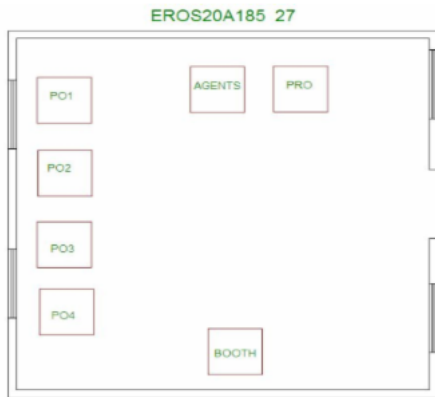 EROS20A185 27
AGENTS
PRO
PO1
PO2
PO3
PO4
BOOTH